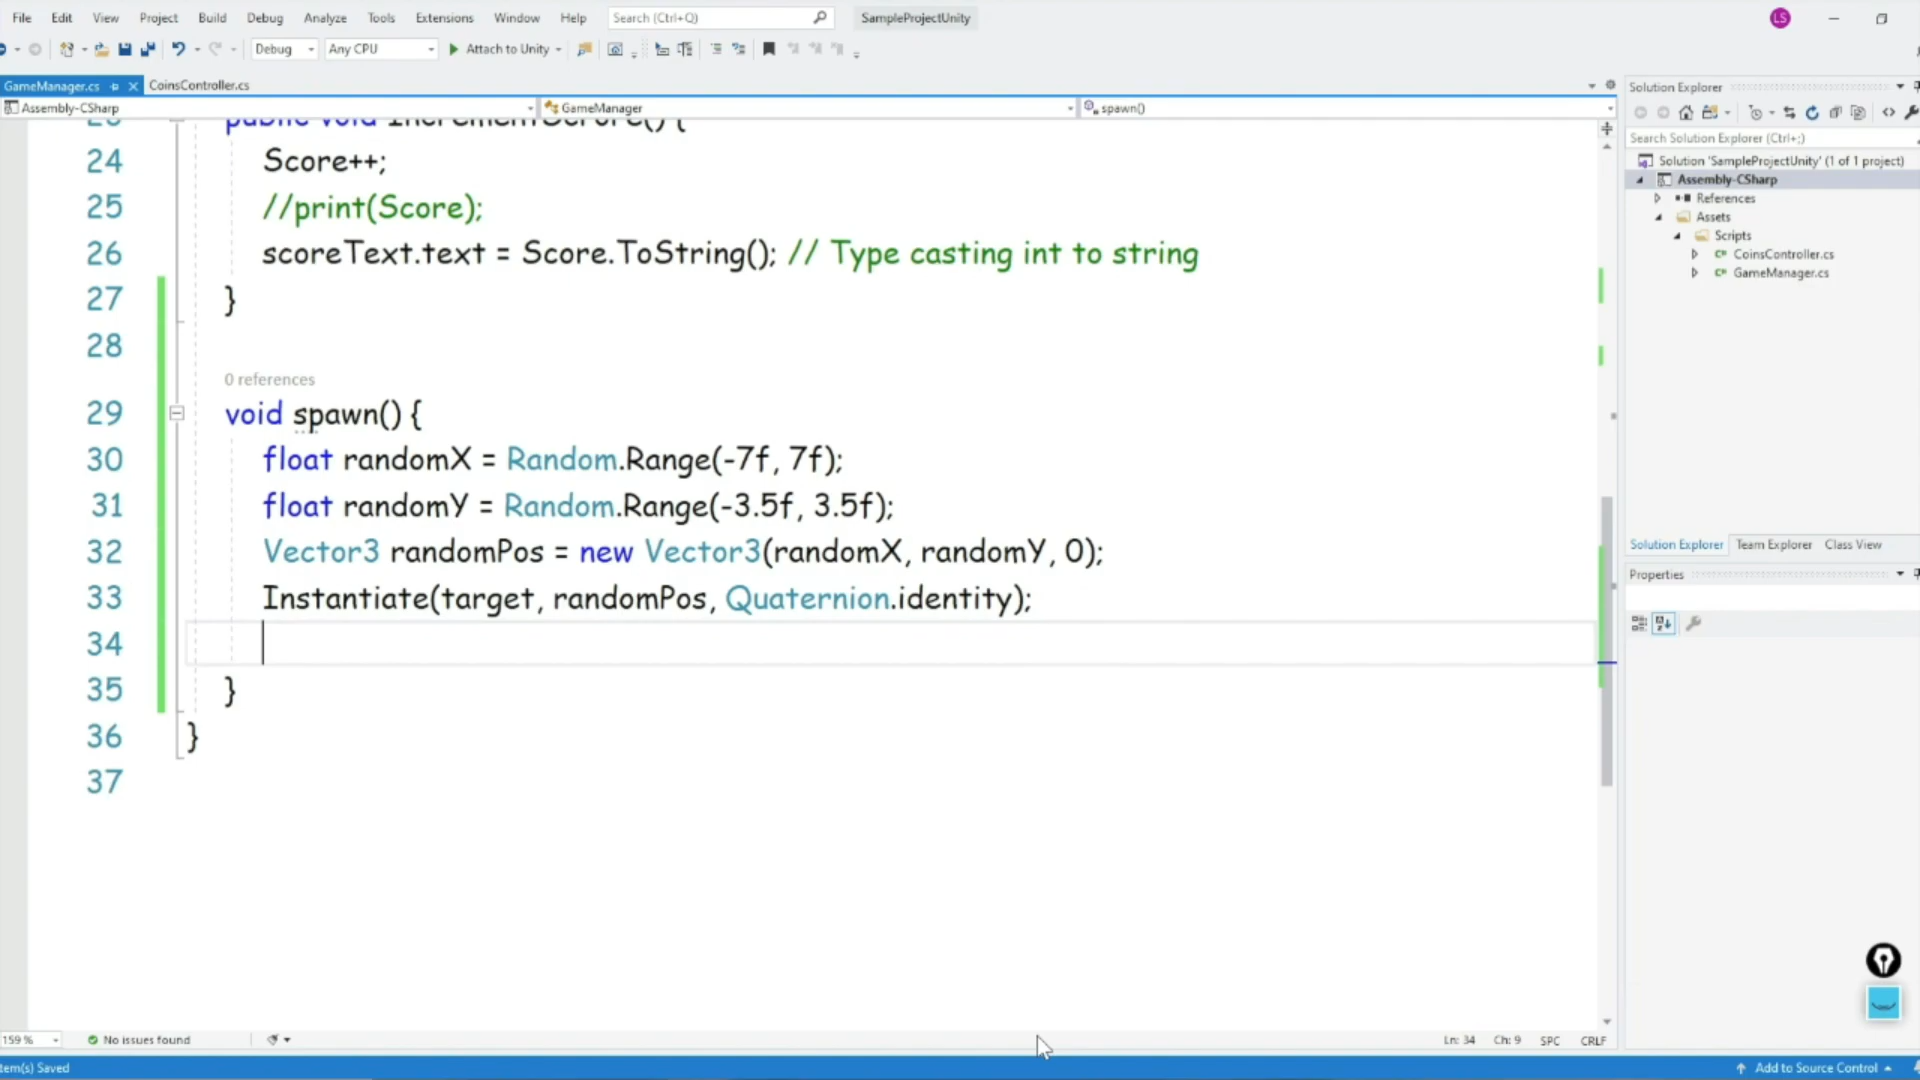 File Edit View Project Build Debug Analyze Tools Extensions Window Help Search (Ctrl+Q) SampleProjectUnity LS
Debug Any CPU Attach to Unity
GameManager.cs CoinsController.cs
Assembly-CSharp GameManager spawn()
24 Score++;
25 //print(Score);
26 scoreText.text = Score.ToString(); // Type casting int to string
27 }
28
0 references
29 void spawn() {
30 float randomX = Random.Range(-7f, 7f);
31 float randomY = Random.Range(-3.5f, 3.5f);
32 Vector3 randomPos = new Vector3(randomX, randomY, 0);
33 Instantiate(target, randomPos, Quaternion.identity);
34
35 }
36 }
37
Solution Explorer
Search Solution Explorer (Ctrl+;)
Solution 'SampleProjectUnity' (1 of 1 project)
Assembly-CSharp
References
Assets
Scripts
CoinsController.cs
GameManager.cs
Solution Explorer Team Explorer Class View
Properties
159 % No issues found Ln: 34 Ch: 9 SPC CRLF
tem(s) Saved Add to Source Control